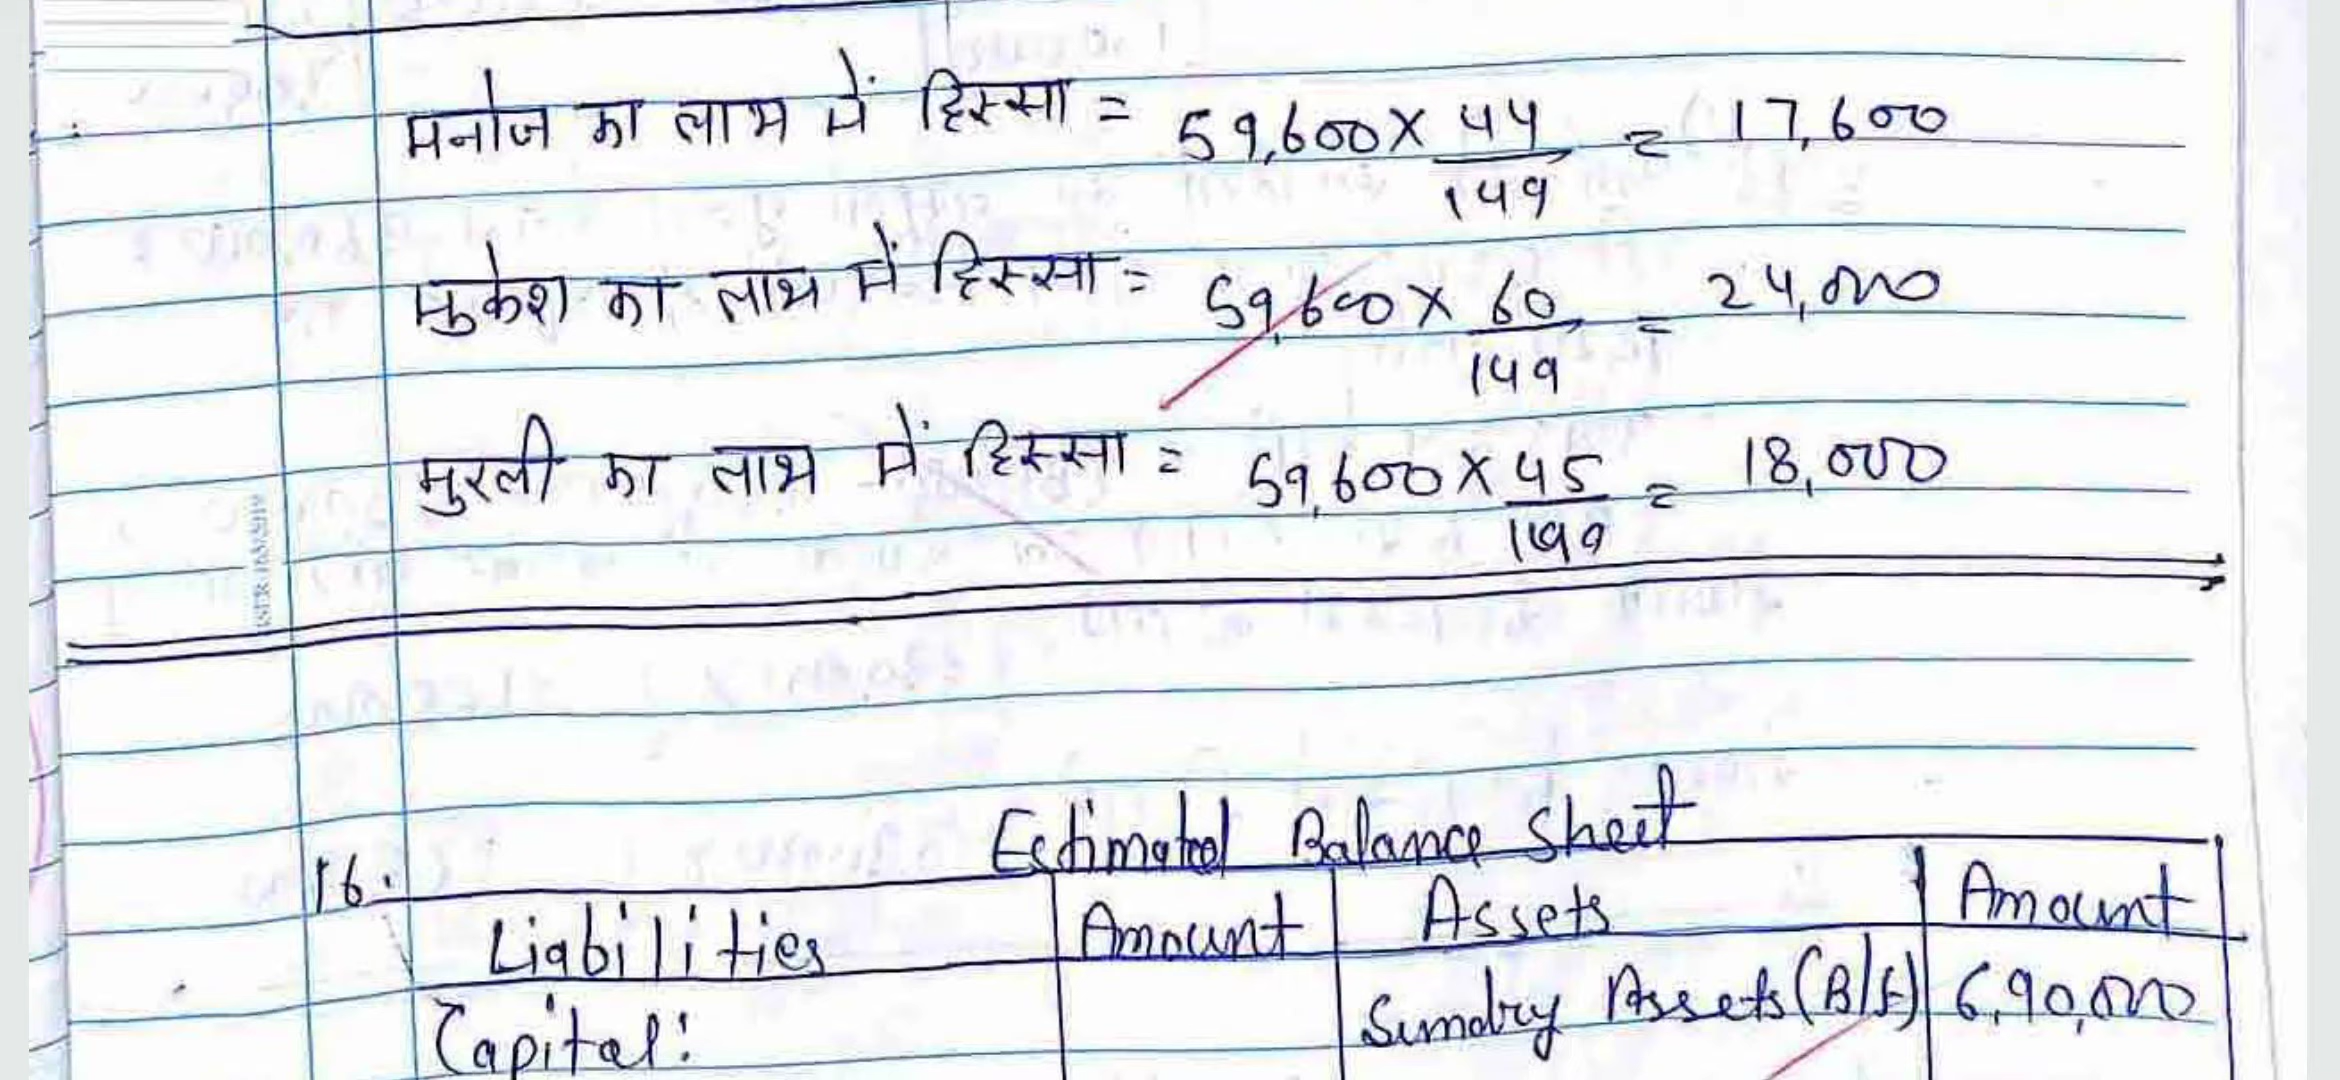 मनोज का लाभ में हिस्सा = 59,600 × 44/149 = 17,600
मुकेश का लाभ में हिस्सा = 59,600 × 60/149 = 24,000
मुरली का लाभ में हिस्सा = 59,600 × 45/149 = 18,000
Estimated Balance Sheet
16.
Liabilities Amount Assets Amount
Capital: Sundry Assets (B/f) 6,90,000